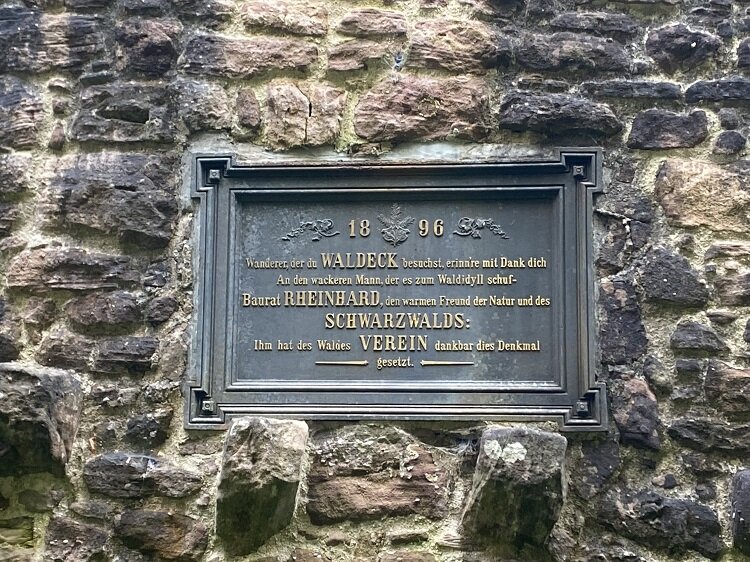 18 96
Wanderer, der du WALDECK besuchst, erinn're mit Dank dich
An den wackeren Mann, der es zum Waldidyll schuf-
Baurat RHEINHARD, den warmen Freund der Natur und des
SCHWARZWALDS:
Ihm hat des Waldes VEREIN dankbar dies Denkmal
gesetzt.